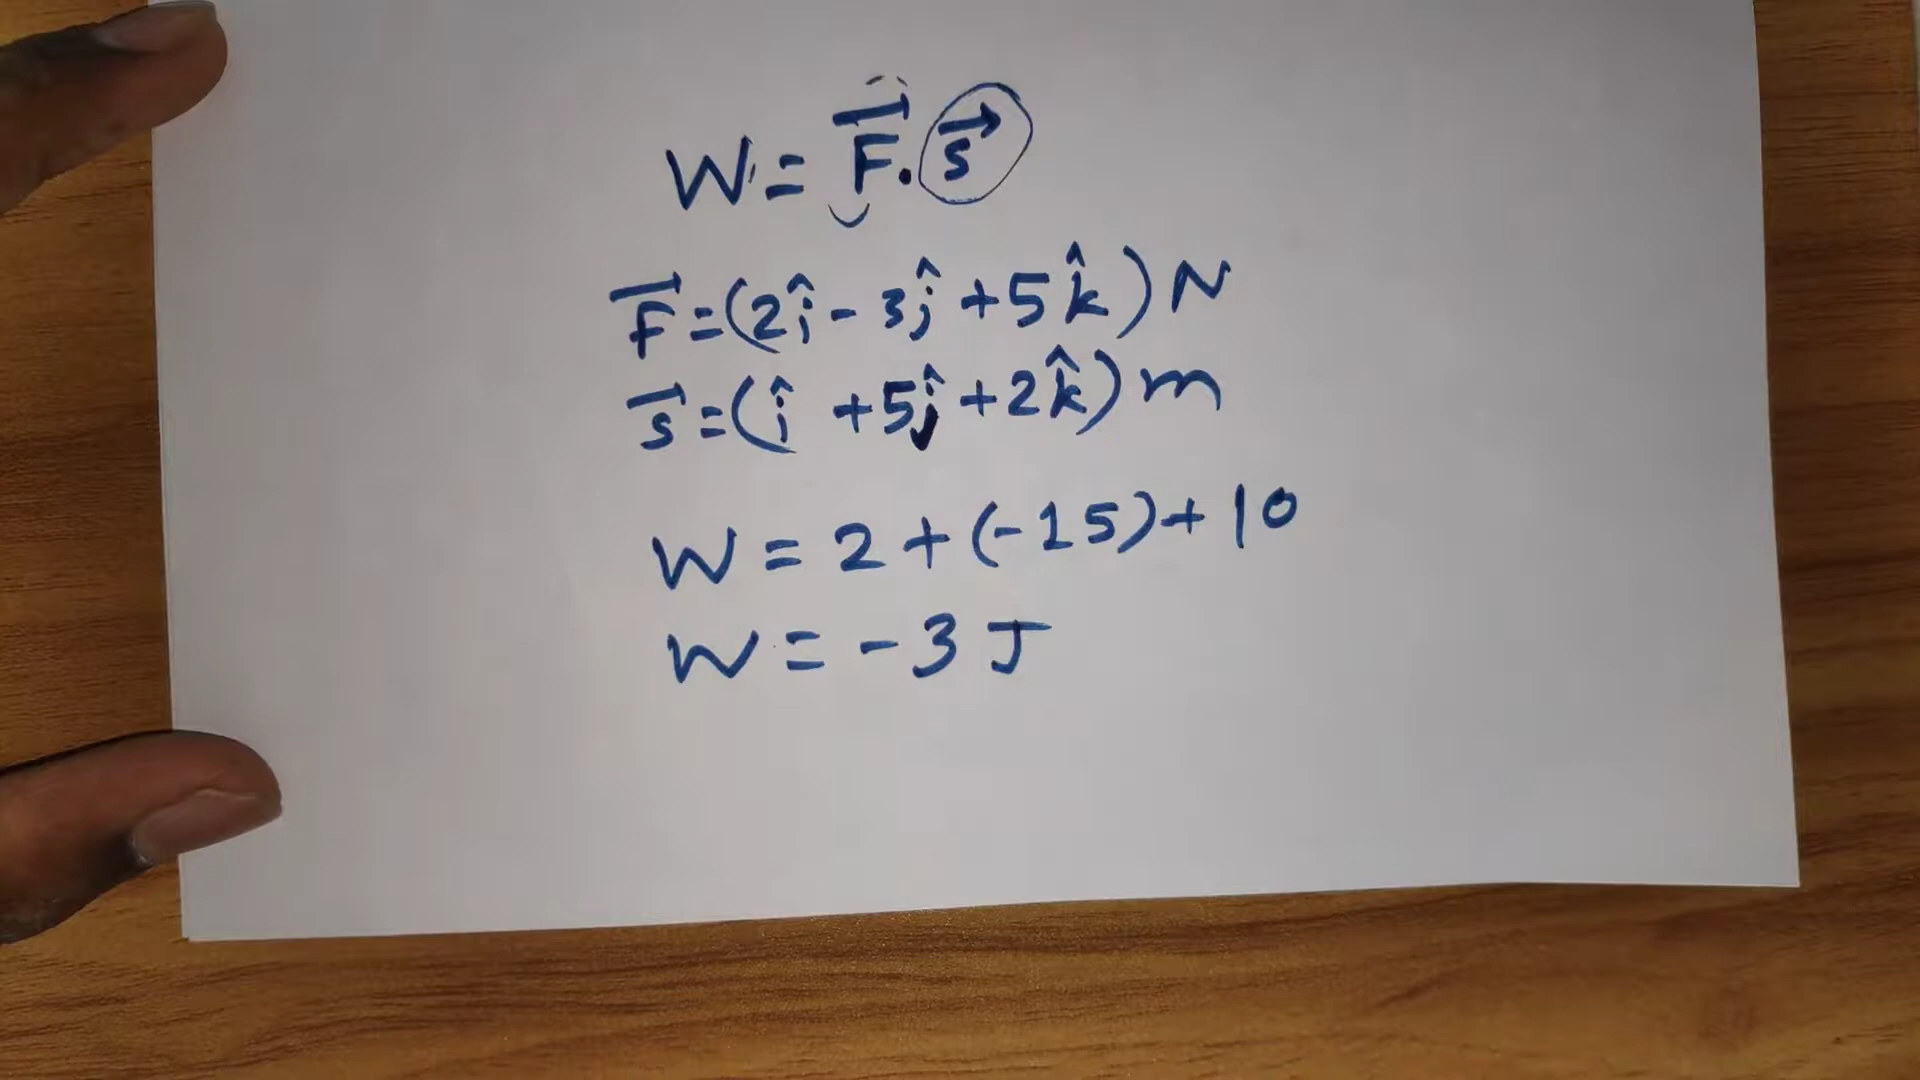 W = F⃗.s⃗
F⃗ = (2î - 3ĵ + 5k̂) N
s⃗ = (î + 5ĵ + 2k̂) m
W = 2 + (-15) + 10
W = -3 J